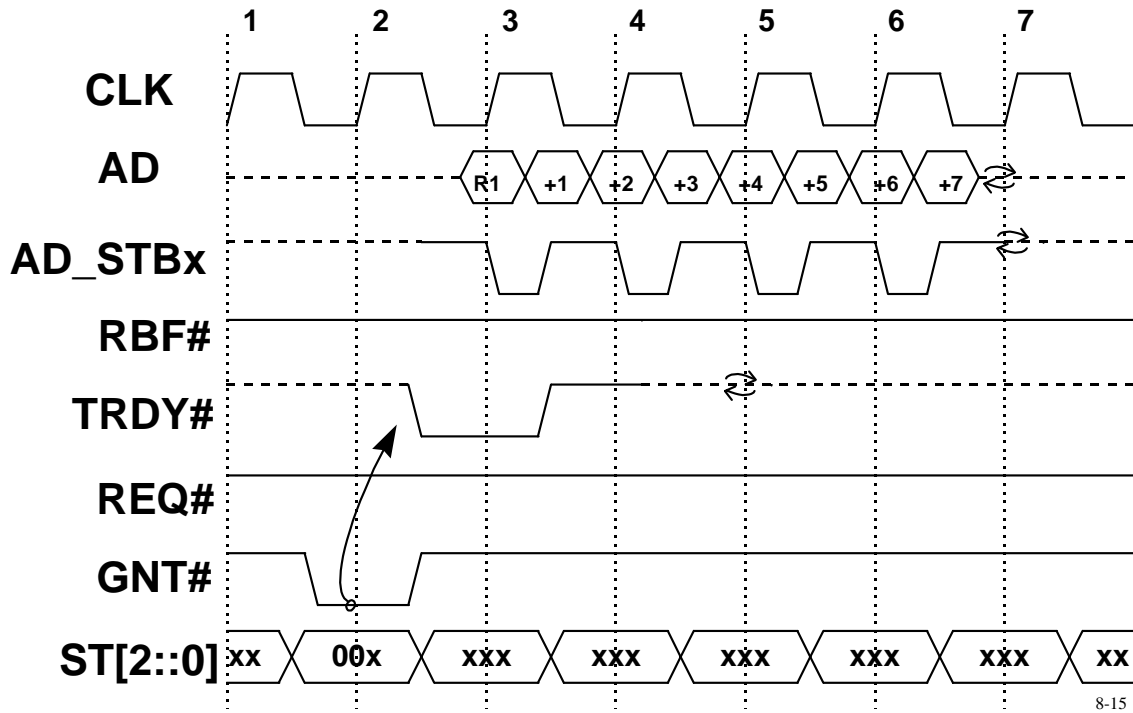 1 2 3 4 5 6 7
CLK
AD
R1 +1 +2 +3 +4 +5 +6 +7
AD_STBx
RBF#
TRDY#
REQ#
GNT#
ST[2::0] xx 00x xxx xxx xxx xxx xxx xx
8-15